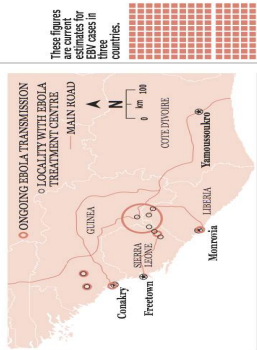 These figures
are current
estimates for
EBV cases in
three
countries.
ONGOING EBOLA TRANSMISSION
LOCALITY WITH EBOLA
TREATMENT CENTRE
MAIN ROAD
N
0 km 100
GUINEA
COTE D'IVOIRE
Conakry
SIERRA
LEONE
Freetown
LIBERIA
Yamoussoukro
Monrovia